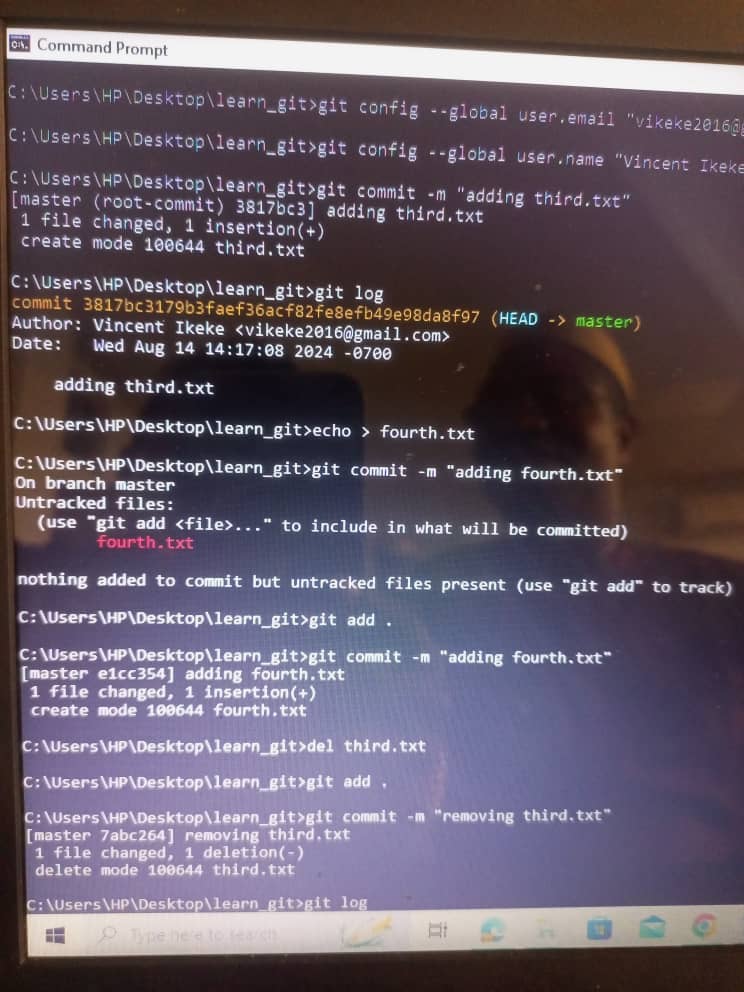 Command Prompt
C:\Users\HP\Desktop\learn_git>git config --global user.email "vikeke2016@g
C:\Users\HP\Desktop\learn_git>git config --global user.name "Vincent Ikeke
C:\Users\HP\Desktop\learn_git>git commit -m "adding third.txt"
[master (root-commit) 3817bc3] adding third.txt
 1 file changed, 1 insertion(+)
 create mode 100644 third.txt
C:\Users\HP\Desktop\learn_git>git log
commit 3817bc3179b3faef36acf82fe8efb49e98da8f97 (HEAD -> master)
Author: Vincent Ikeke <vikeke2016@gmail.com>
Date:   Wed Aug 14 14:17:08 2024 -0700
    adding third.txt
C:\Users\HP\Desktop\learn_git>echo > fourth.txt
C:\Users\HP\Desktop\learn_git>git commit -m "adding fourth.txt"
On branch master
Untracked files:
  (use "git add <file>..." to include in what will be committed)
        fourth.txt
nothing added to commit but untracked files present (use "git add" to track)
C:\Users\HP\Desktop\learn_git>git add .
C:\Users\HP\Desktop\learn_git>git commit -m "adding fourth.txt"
[master e1cc354] adding fourth.txt
 1 file changed, 1 insertion(+)
 create mode 100644 fourth.txt
C:\Users\HP\Desktop\learn_git>del third.txt
C:\Users\HP\Desktop\learn_git>git add .
C:\Users\HP\Desktop\learn_git>git commit -m "removing third.txt"
[master 7abc264] removing third.txt
 1 file changed, 1 deletion(-)
 delete mode 100644 third.txt
C:\Users\HP\Desktop\learn_git>git log
Type here to search